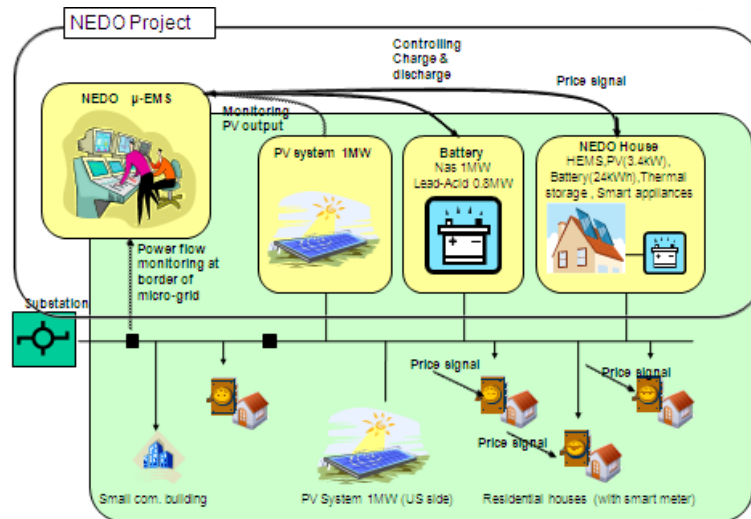 NEDO Project
Controlling
Charge &
discharge
Price signal
NEDO μ-EMS
Monitoring
PV output
PV system 1MW
Battery
Nas 1MW
Lead-Acid 0.8MW
NEDO House
HEMS,PV(3.4kW),
Battery(24kWh),Thermal
storage , Smart appliances
Power flow
monitoring at
border of
micro-grid
Substation
Price signal
Price signal
Price signal
Small com. building
PV System 1MW (US side)
Residential houses (with smart meter)